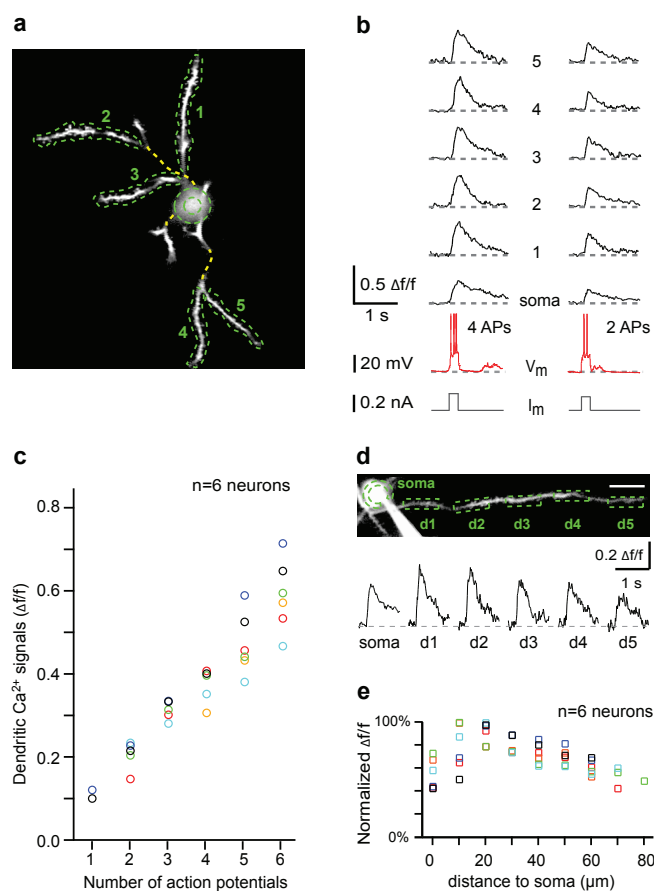 a
1
2
3
4
5
b
5
4
3
2
1
0.5 Δf/f
1 s
soma
4 APs
2 APs
20 mV
Vm
0.2 nA
Im
c
n=6 neurons
Dendritic Ca2+ signals (Δf/f)
0.8
0.6
0.4
0.2
0.0
1 2 3 4 5 6
Number of action potentials
d
soma
d1 d2 d3 d4 d5
0.2 Δf/f
1 s
soma d1 d2 d3 d4 d5
e
n=6 neurons
Normalized Δf/f
100%
0%
0 20 40 60 80
distance to soma (µm)